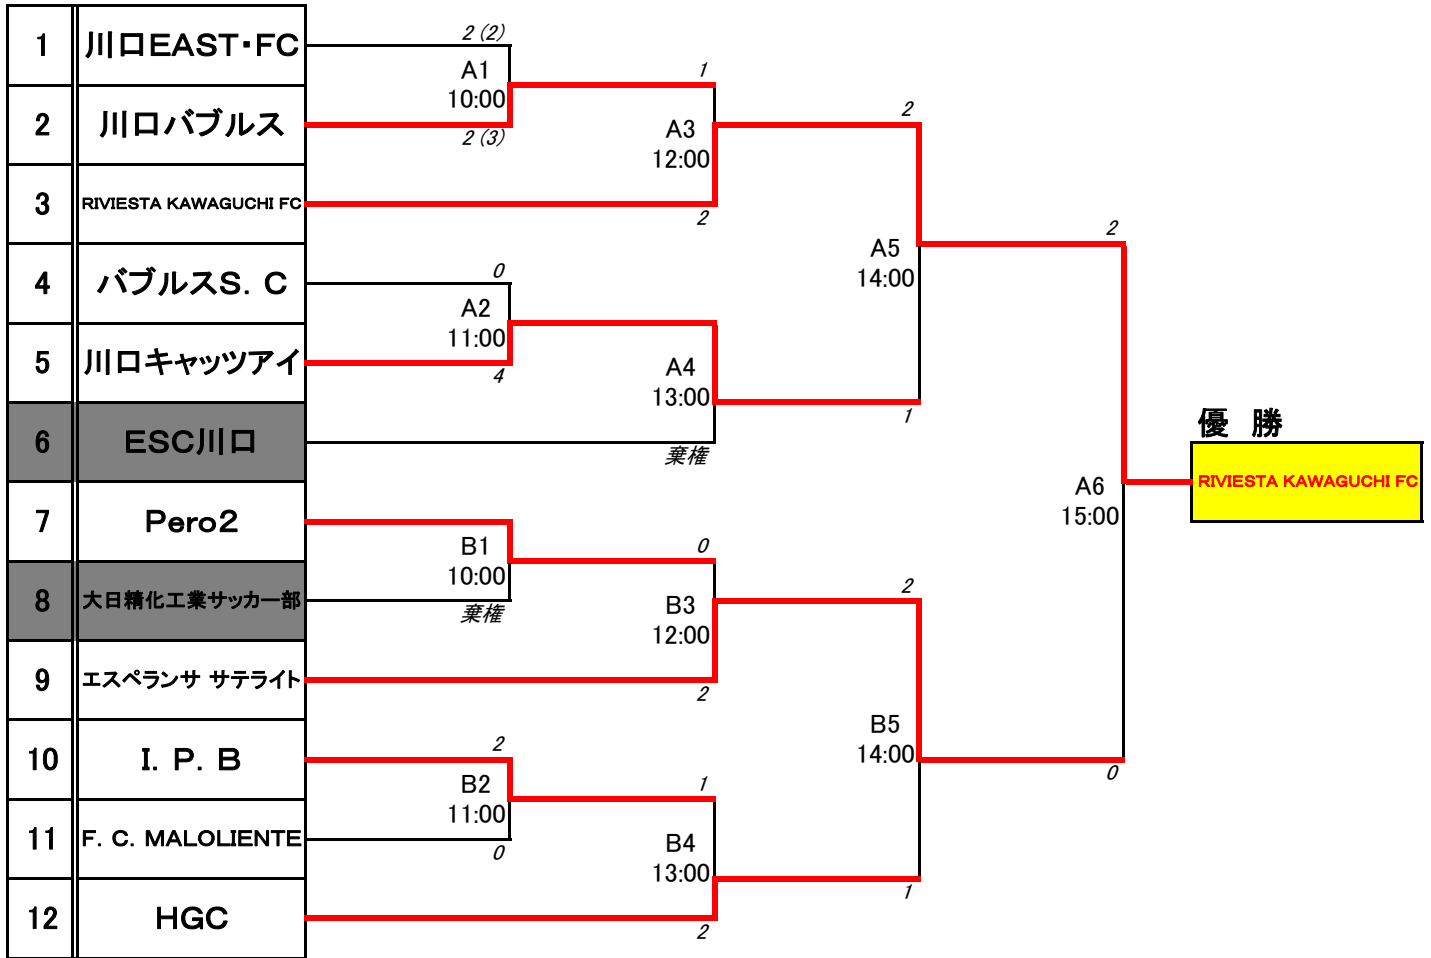 1 川口EAST・FC
2 川口バブルス
3 RIVIESTA KAWAGUCHI FC
4 バブルスS．C
5 川口キャッツアイ
6 ESC川口
7 Pero2
8 大日精化工業サッカー部
9 エスペランサ サテライト
10 I．P．B
11 F．C．MALOLIENTE
12 HGC
2 (2)
A1
10:00
2 (3)
0
A2
11:00
4
B1
10:00
棄権
2
B2
11:00
0
1
A3
12:00
2
A4
13:00
棄権
0
B3
12:00
2
1
B4
13:00
2
2
A5
14:00
1
2
B5
14:00
1
2
A6
15:00
0
優　勝
RIVIESTA KAWAGUCHI FC